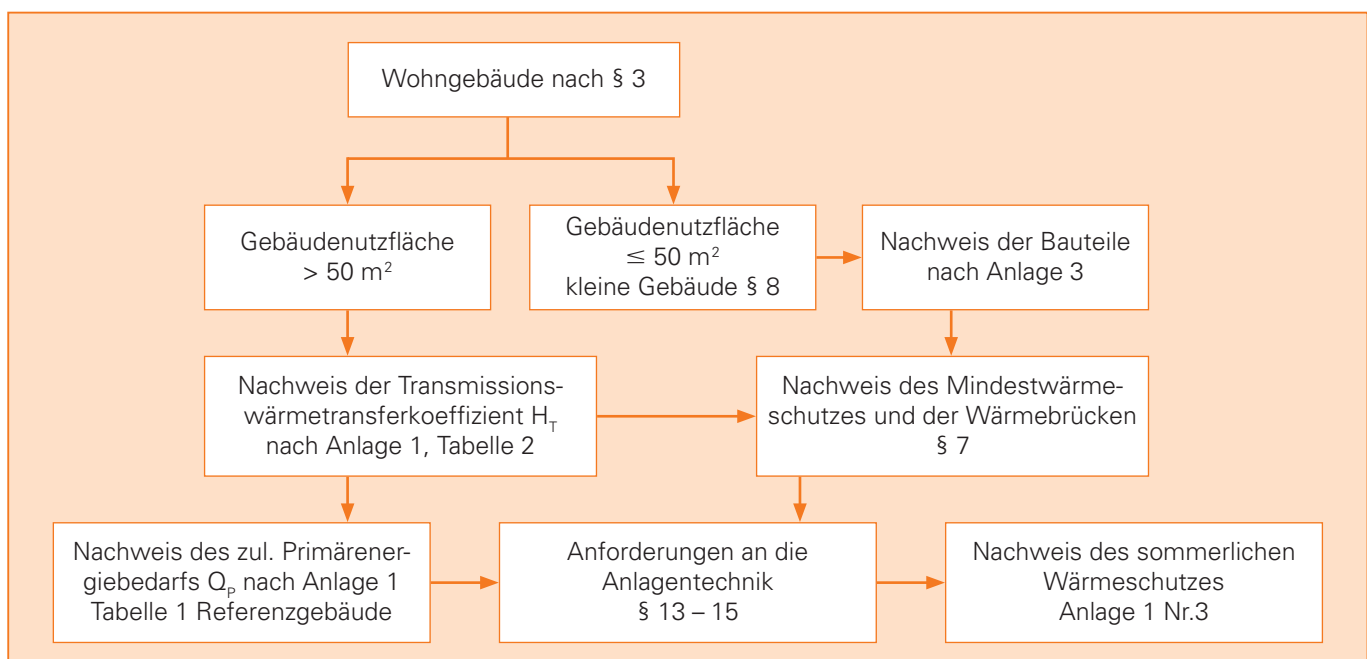 Wohngebäude nach § 3
Gebäudenutzfläche
> 50 m²
Gebäudenutzfläche
≤ 50 m²
kleine Gebäude § 8
Nachweis der Bauteile
nach Anlage 3
Nachweis der Transmissions-
wärmetransferkoeffizient H_T
nach Anlage 1, Tabelle 2
Nachweis des Mindestwärme-
schutzes und der Wärmebrücken
§ 7
Nachweis des zul. Primärener-
giebedarfs Q_P nach Anlage 1
Tabelle 1 Referenzgebäude
Anforderungen an die
Anlagentechnik
§ 13 – 15
Nachweis des sommerlichen
Wärmeschutzes
Anlage 1 Nr.3